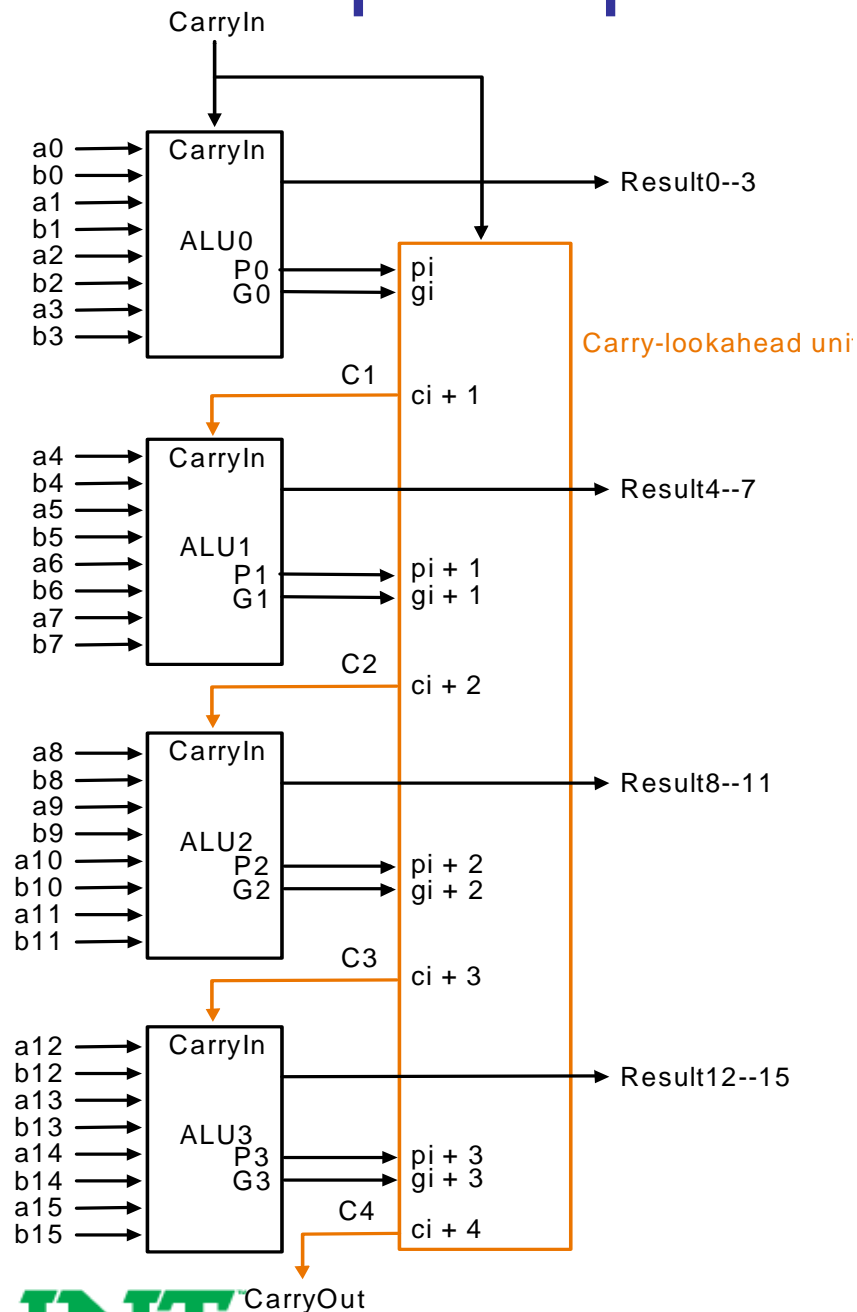 CarryIn
a0
b0
a1
b1
a2
b2
a3
b3
CarryIn
ALU0
P0
G0
Result0--3
pi
gi
Carry-lookahead uni
C1
ci + 1
a4
b4
a5
b5
a6
b6
a7
b7
CarryIn
ALU1
P1
G1
Result4--7
pi + 1
gi + 1
C2
ci + 2
a8
b8
a9
b9
a10
b10
a11
b11
CarryIn
ALU2
P2
G2
Result8--11
pi + 2
gi + 2
C3
ci + 3
a12
b12
a13
b13
a14
b14
a15
b15
CarryIn
ALU3
P3
G3
Result12--15
pi + 3
gi + 3
C4
ci + 4
CarryOut